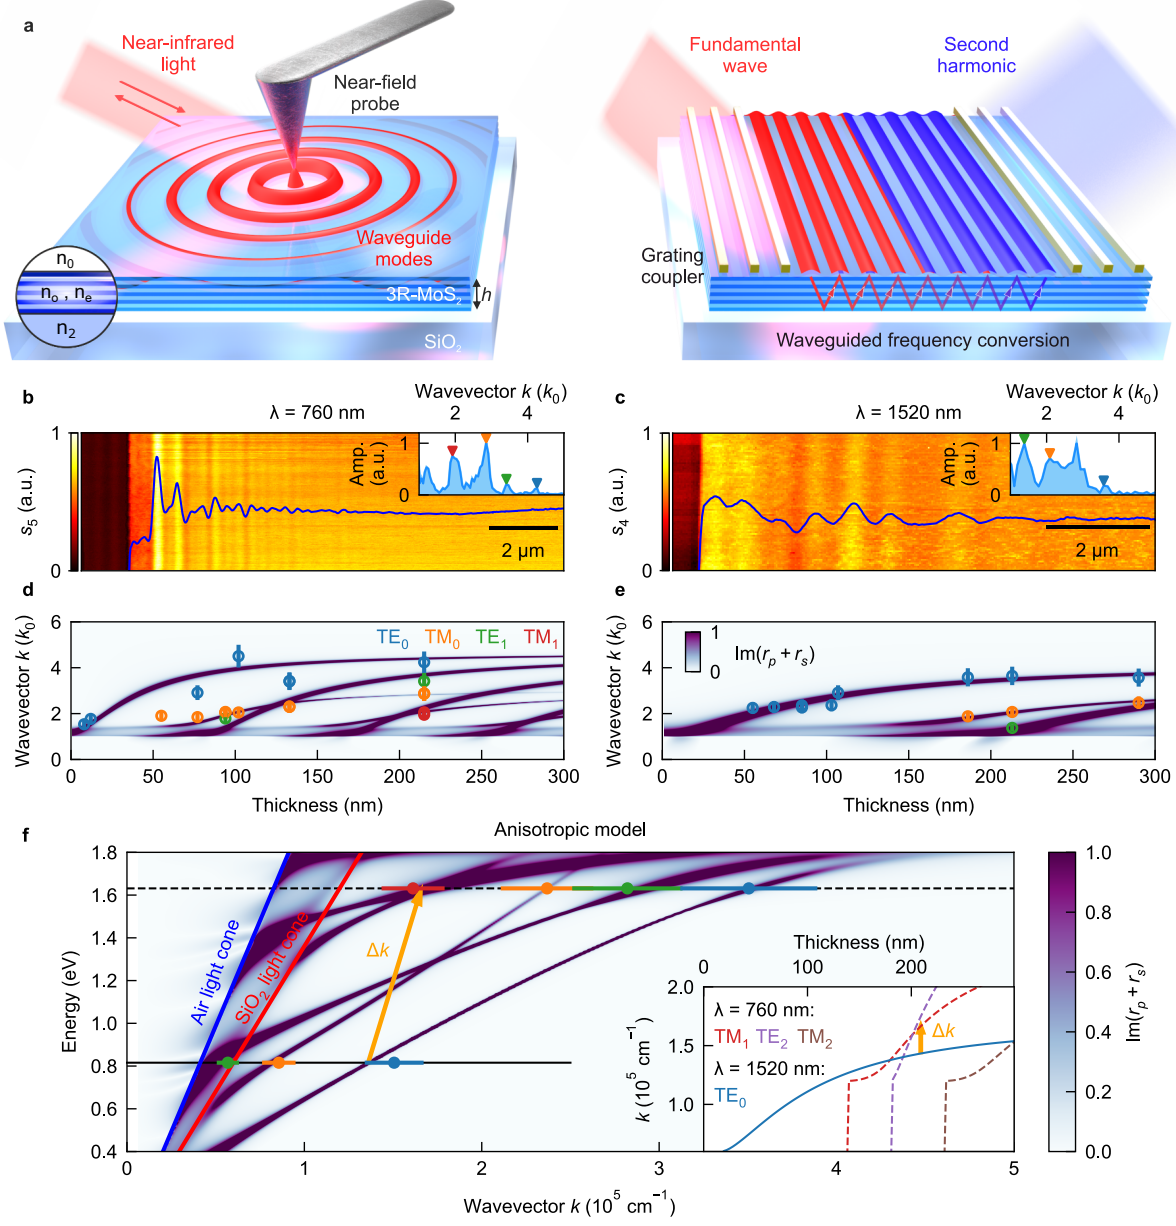 a
Near-infrared
light
Near-field
probe
Waveguide
modes
n₀
nₒ , nₑ
n₂
3R-MoS₂
h
SiO₂
Fundamental
wave
Second
harmonic
Grating
coupler
Waveguided frequency conversion
b
λ = 760 nm
Wavevector k (k₀)
2 4
1
0.5
0
s₅ (a.u.)
Amp.
(a.u.)
1
0
2 μm
c
λ = 1520 nm
Wavevector k (k₀)
2 4
1
0.5
0
s₄ (a.u.)
Amp.
(a.u.)
1
0
2 μm
d
Wavevector k (k₀)
6
4
2
0
TE₀ TM₀ TE₁ TM₁
0 50 100 150 200 250 300
Thickness (nm)
e
Wavevector k (k₀)
6
4
2
0
1
0
Im(rₚ + rₛ)
0 50 100 150 200 250 300
Thickness (nm)
Anisotropic model
f
Energy (eV)
1.8
1.6
1.4
1.2
1.0
0.8
0.6
0.4
Air light cone
SiO₂ light cone
Δk
0 1 2 3 4 5
Wavevector k (10⁵ cm⁻¹)
Thickness (nm)
0 100 200
2.0
1.5
1.0
k (10⁵ cm⁻¹)
λ = 760 nm:
TM₁ TE₂ TM₂
λ = 1520 nm:
TE₀
Δk
1.0
0.8
0.6
0.4
0.2
0.0
Im(rₚ + rₛ)